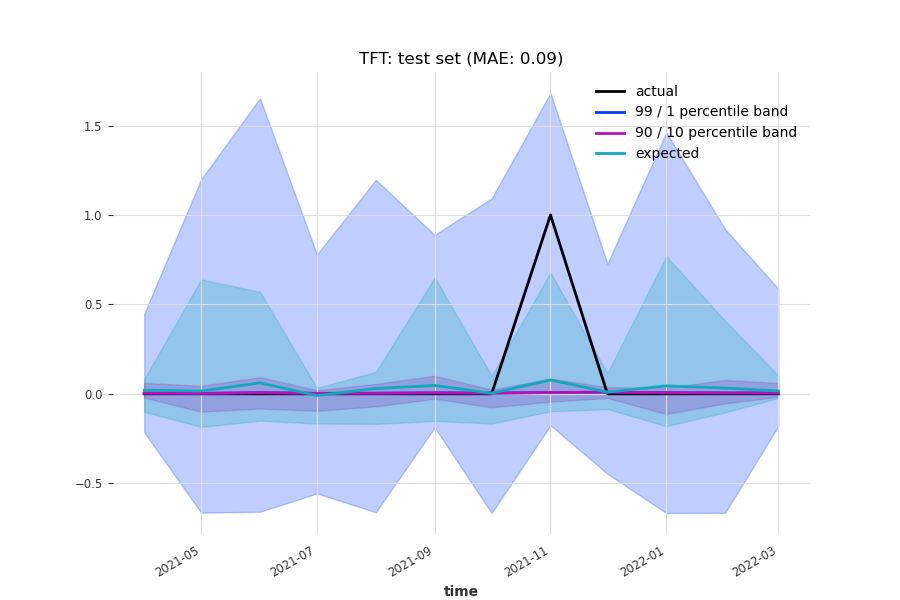 TFT: test set (MAE: 0.09)
actual
99 / 1 percentile band
90 / 10 percentile band
expected
1.5
1.0
0.5
0.0
−0.5
2021-05
2021-07
2021-09
2021-11
2022-01
2022-03
time